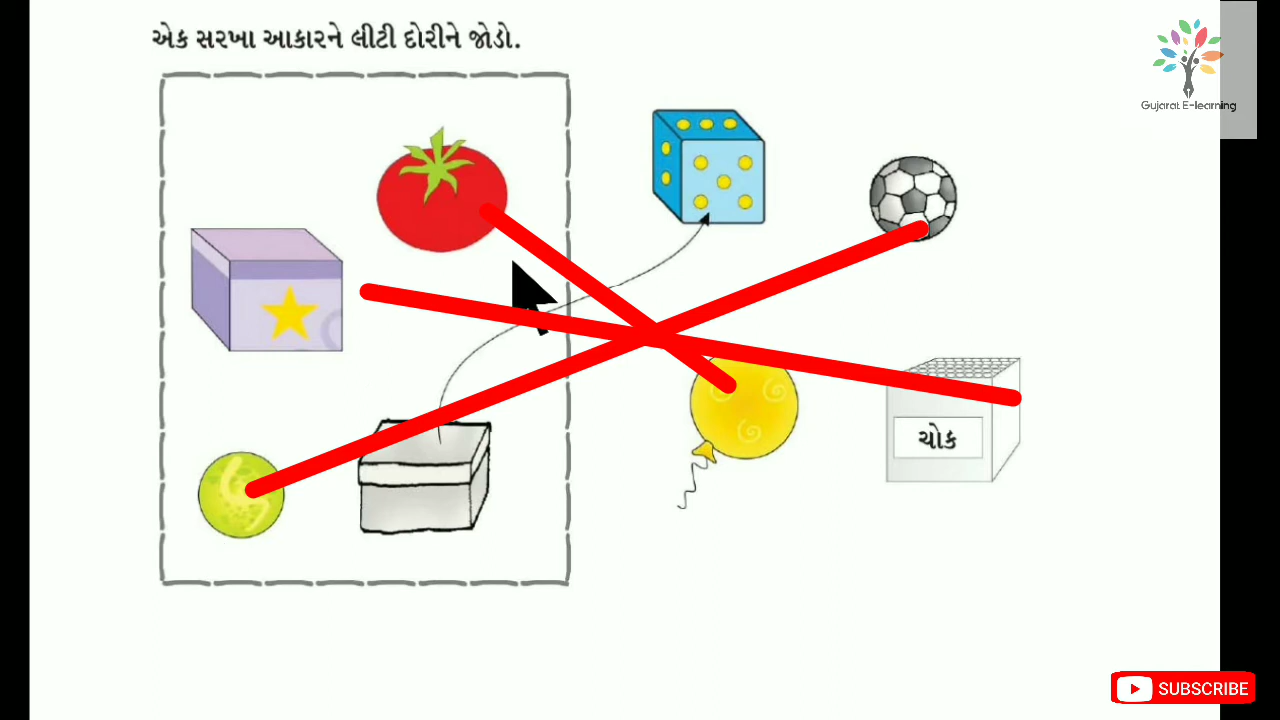 એક સરખા આકારને લીટી દોરીને જોડો.
Gujarat E-learning
ચોક
SUBSCRIBE